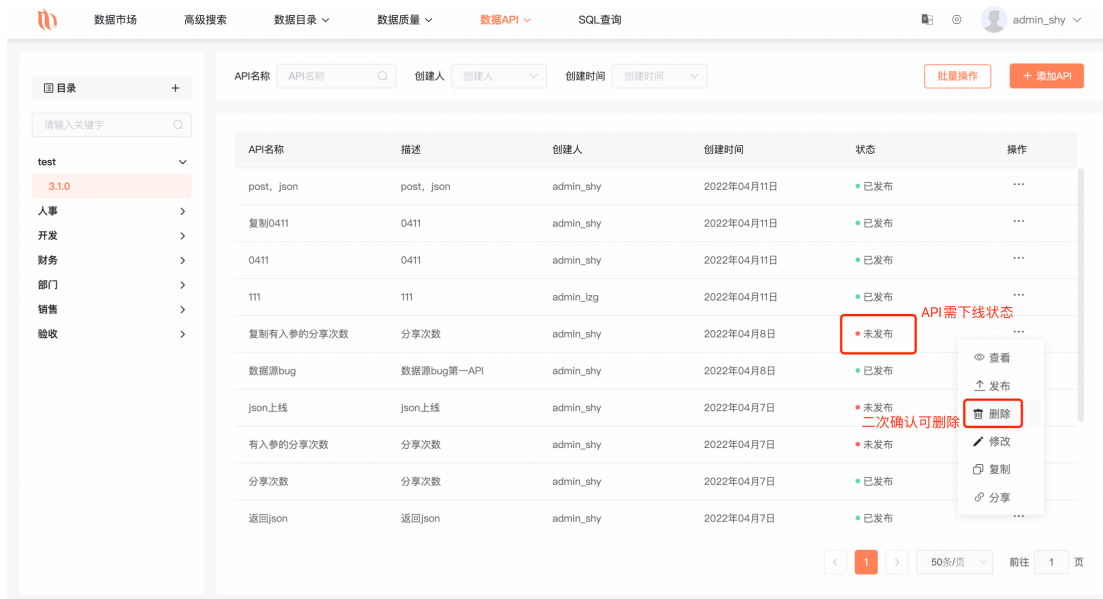 数据市场 高级搜索 数据目录 数据质量 数据API SQL查询 admin_shy
目录 +
请输入关键字
test
3.1.0
人事
开发
财务
部门
销售
验收
API名称 API名称 创建人 创建人 创建时间 创建时间 批量操作 + 添加API
API名称 描述 创建人 创建时间 状态 操作
post，json post，json admin_shy 2022年04月11日 已发布 ...
复制0411 0411 admin_shy 2022年04月11日 已发布 ...
0411 0411 admin_shy 2022年04月11日 已发布 ...
111 111 admin_lzg 2022年04月11日 已发布 ...
API需下线状态
复制有入参的分享次数 分享次数 admin_shy 2022年04月8日 未发布 ...
数据源bug 数据源bug第一API admin_shy 2022年04月8日 已发布
json上线 json上线 admin_shy 2022年04月7日 未发布
有入参的分享次数 分享次数 admin_shy 2022年04月7日 未发布
分享次数 分享次数 admin_shy 2022年04月7日 已发布
返回json 返回json admin_shy 2022年04月7日 已发布 ...
查看
发布
删除
二次确认可删除
修改
复制
分享
1 50条/页 前往 1 页